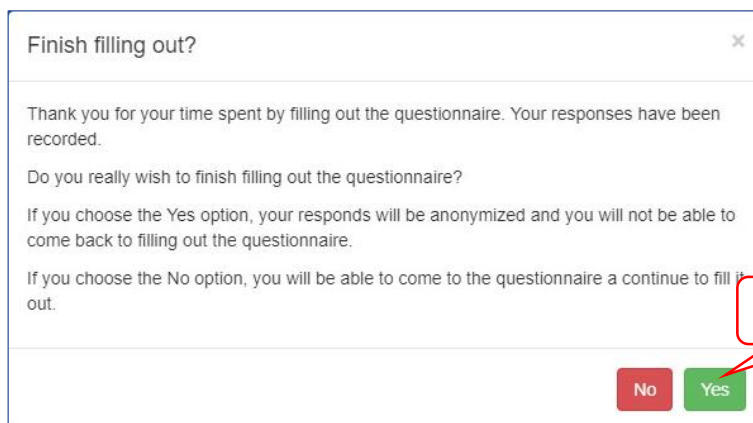 Finish filling out?
×
Thank you for your time spent by filling out the questionnaire. Your responses have been
recorded.
Do you really wish to finish filling out the questionnaire?
If you choose the Yes option, your responds will be anonymized and you will not be able to
come back to filling out the questionnaire.
If you choose the No option, you will be able to come to the questionnaire a continue to fill it
out.
No
Yes